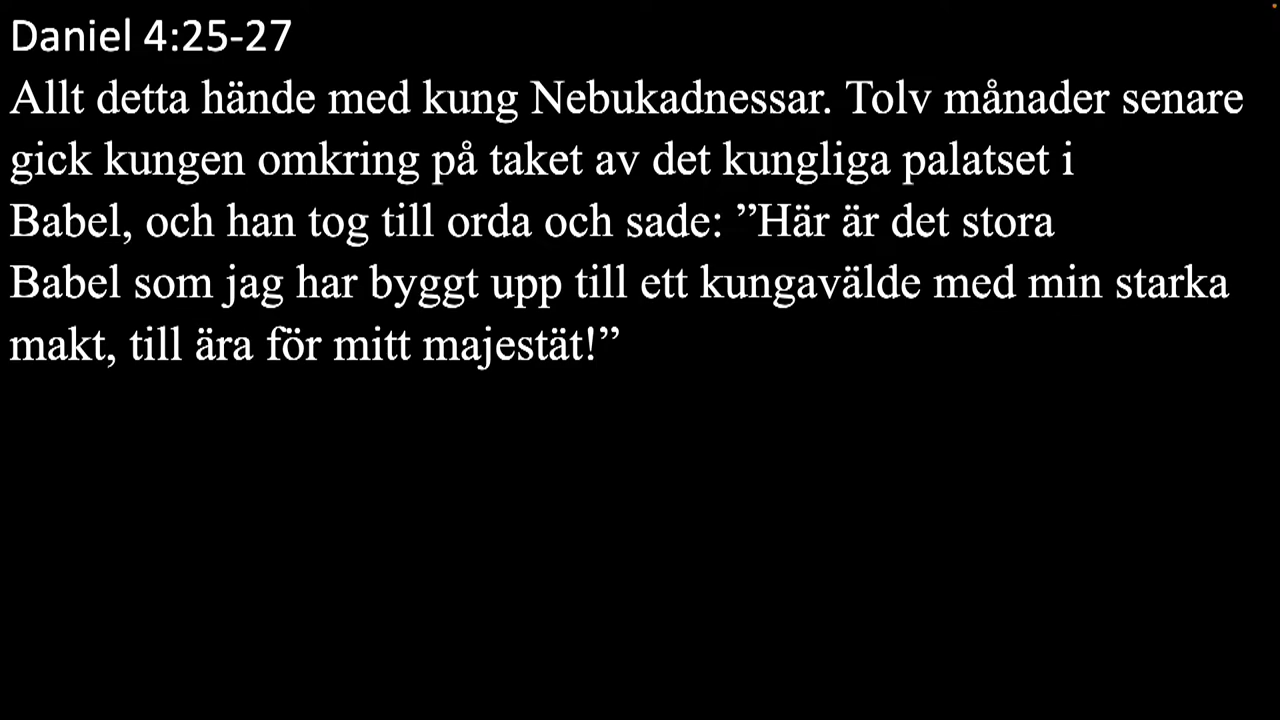 Daniel 4:25-27
Allt detta hände med kung Nebukadnessar. Tolv månader senare
gick kungen omkring på taket av det kungliga palatset i
Babel, och han tog till orda och sade: ”Här är det stora
Babel som jag har byggt upp till ett kungavälde med min starka
makt, till ära för mitt majestät!”